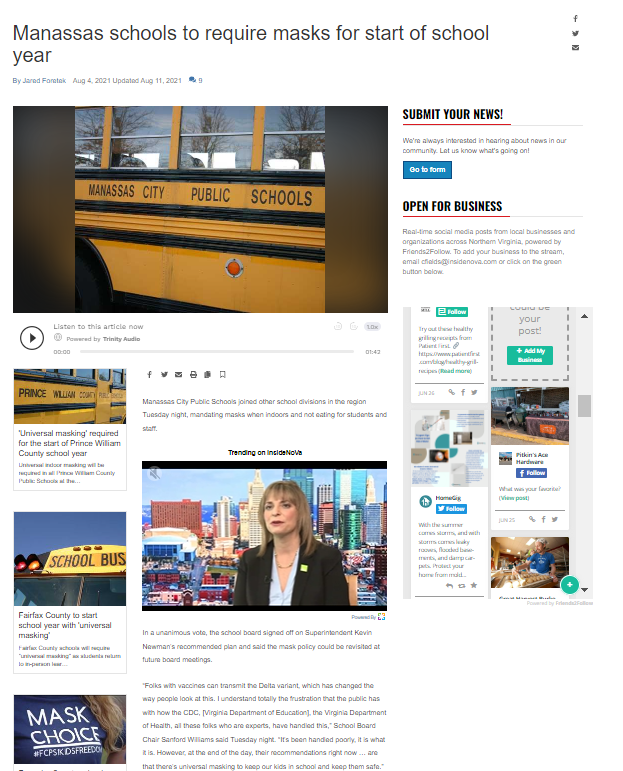 Manassas schools to require masks for start of school
year
By Jared Foretek Aug 4, 2021 Updated Aug 11, 2021 9
MANASSAS CITY PUBLIC SCHOOLS
Listen to this article now
Powered by Trinity Audio
00:00 01:42 1.0x
PRINCE WILLIAM COUNTY
'Universal masking' required
for the start of Prince William
County school year
Universal indoor masking will be
required in all Prince William County
Public Schools at the...
SCHOOL BUS
Fairfax County to start
school year with 'universal
masking'
Fairfax County schools will require
"universal masking" as students return
to in-person lear...
MASK
CHOICE
#FCPSKIDSFREEDO
Manassas City Public Schools joined other school divisions in the region
Tuesday night, mandating masks when indoors and not eating for students and
staff.
Trending on InsideNoVa
Powered By
In a unanimous vote, the school board signed off on Superintendent Kevin
Newman's recommended plan and said the mask policy could be revisited at
future board meetings.
"Folks with vaccines can transmit the Delta variant, which has changed the
way people look at this. I understand totally the frustration that the public has
with how the CDC, [Virginia Department of Education], the Virginia Department
of Health, all these folks who are experts, have handled this," School Board
Chair Sanford Williams said Tuesday night. "It's been handled poorly, it is what
it is. However, at the end of the day, their recommendations right now … are
that there's universal masking to keep our kids in school and keep them safe."
SUBMIT YOUR NEWS!
We're always interested in hearing about news in our
community. Let us know what's going on!
Go to form
OPEN FOR BUSINESS
Real-time social media posts from local businesses and
organizations across Northern Virginia, powered by
Friends2Follow. To add your business to the stream,
email cfields@insidenova.com or click on the green
button below.
Follow
Try out these healthy
grilling receipts from
Patient First.
https://www.patientfirst
.com/blog/healthy-gril-
recipes (Read more)
JUN 26
HomeGig
Follow
With the summer
comes storms, and with
storms comes leaky
rooves, flooded base-
ments, and damp car-
pets. Protect your
home from mold...
could be
your
post!
+ Add My
Business
Pitkin's Ace
Hardware
Follow
What was your favorite?
(View post)
JUN 25
Powered by Friends2Follow